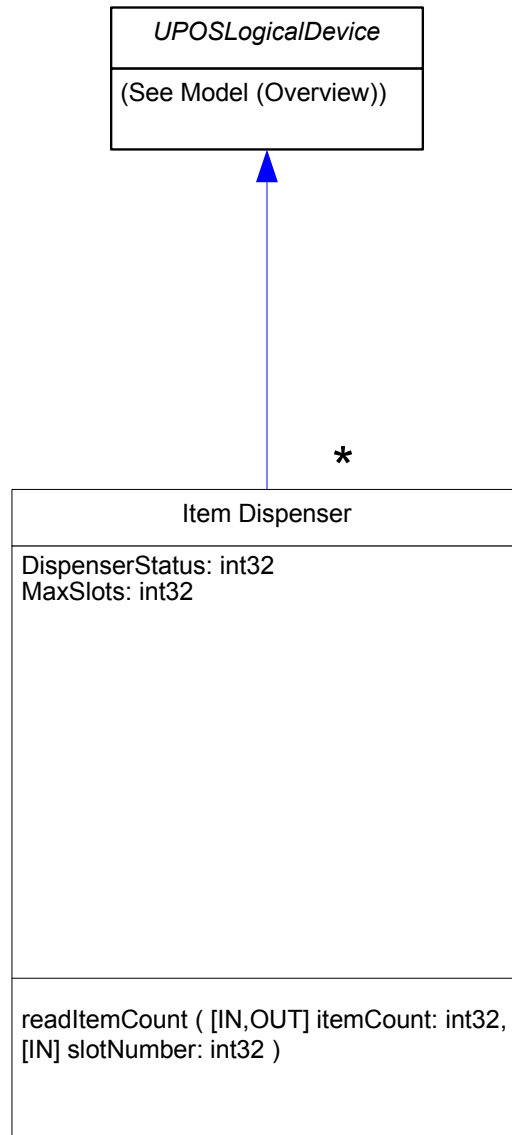 UPOSLogicalDevice
(See Model (Overview))
*
Item Dispenser
DispenserStatus: int32
MaxSlots: int32
readItemCount ( [IN,OUT] itemCount: int32,
[IN] slotNumber: int32 )